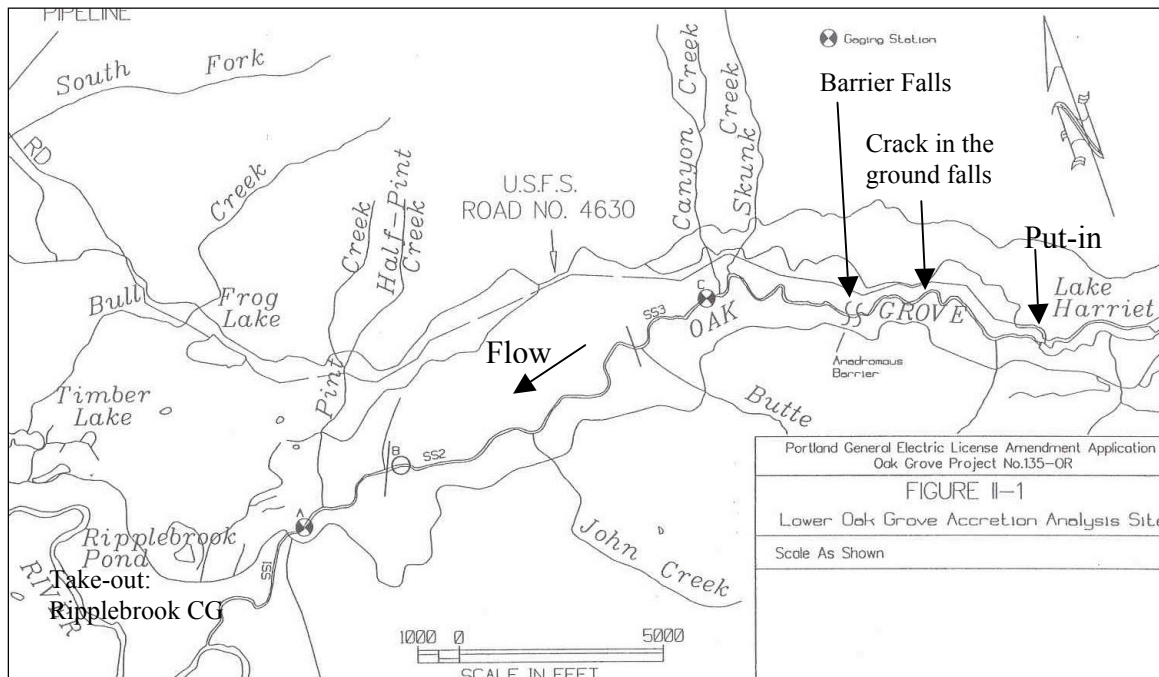 PIPELINE
South Fork
RD
Creek
Bull
Frog
Lake
Timber
Lake
Pint
Creek
Half-Pint
Creek
U.S.F.S.
ROAD NO. 4630
Canyon Creek
Skunk Creek
Gaging Station
Barrier Falls
Crack in the
ground falls
Put-in
Lake
Harriet
OAK GROVE
C
SS3
Anadromous
Barrier
Flow
Butte
B
SS2
A
SS1
John Creek
Ripplebrook
Pond
RIVER
Take-out:
Ripplebrook CG
1000 0 5000
SCALE IN FEET
Portland General Electric License Amendment Application
Oak Grove Project No.135-OR
FIGURE II-1
Lower Oak Grove Accretion Analysis Site
Scale As Shown